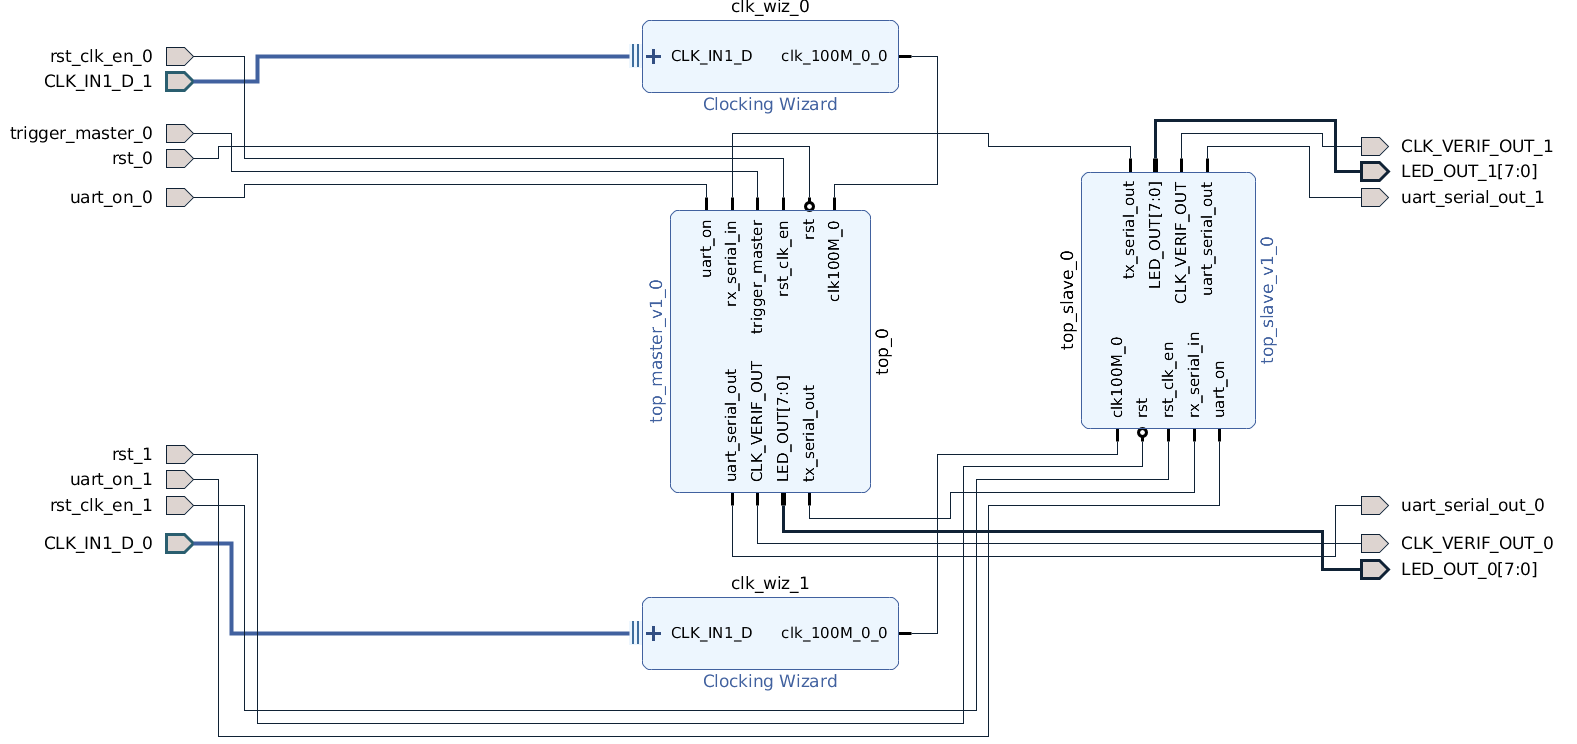 clk_wiz_0
rst_clk_en_0
CLK_IN1_D_1
CLK_IN1_D
clk_100M_0_0
Clocking Wizard
trigger_master_0
rst_0
uart_on_0
uart_on
rx_serial_in
trigger_master
rst_clk_en
rst
clk100M_0
top_master_v1_0
top_0
uart_serial_out
CLK_VERIF_OUT
LED_OUT[7:0]
tx_serial_out
tx_serial_out
LED_OUT[7:0]
CLK_VERIF_OUT
uart_serial_out
top_slave_0
top_slave_v1_0
clk100M_0
rst
rst_clk_en
rx_serial_in
uart_on
CLK_VERIF_OUT_1
LED_OUT_1[7:0]
uart_serial_out_1
rst_1
uart_on_1
rst_clk_en_1
CLK_IN1_D_0
uart_serial_out_0
CLK_VERIF_OUT_0
LED_OUT_0[7:0]
clk_wiz_1
CLK_IN1_D
clk_100M_0_0
Clocking Wizard